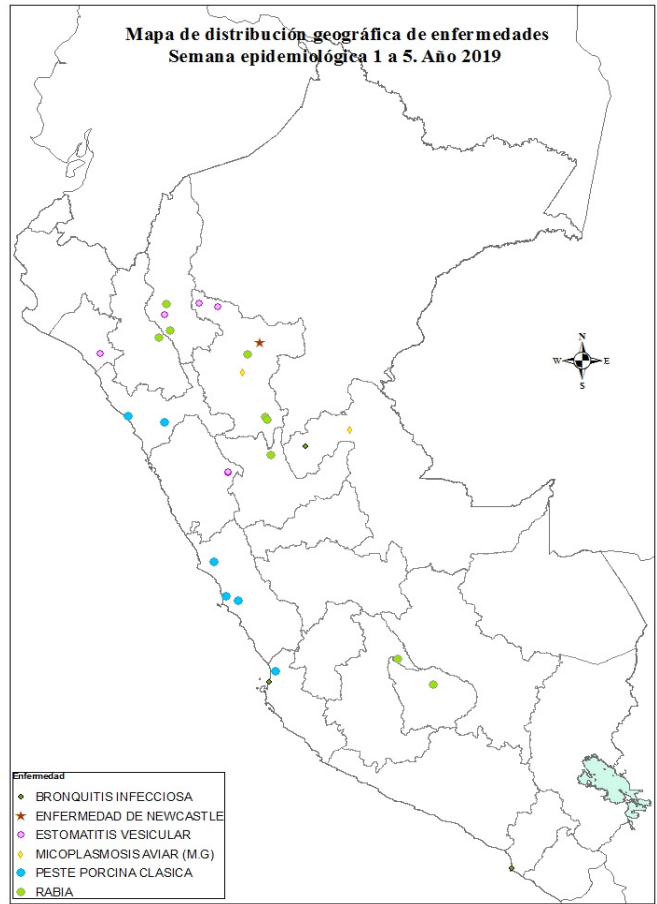 Mapa de distribución geográfica de enfermedades
Semana epidemiológica 1 a 5. Año 2019
N
W E
S
Enfermedad
BRONQUITIS INFECCIOSA
ENFERMEDAD DE NEWCASTLE
ESTOMATITIS VESICULAR
MICOPLASMOSIS AVIAR (M.G)
PESTE PORCINA CLASICA
RABIA